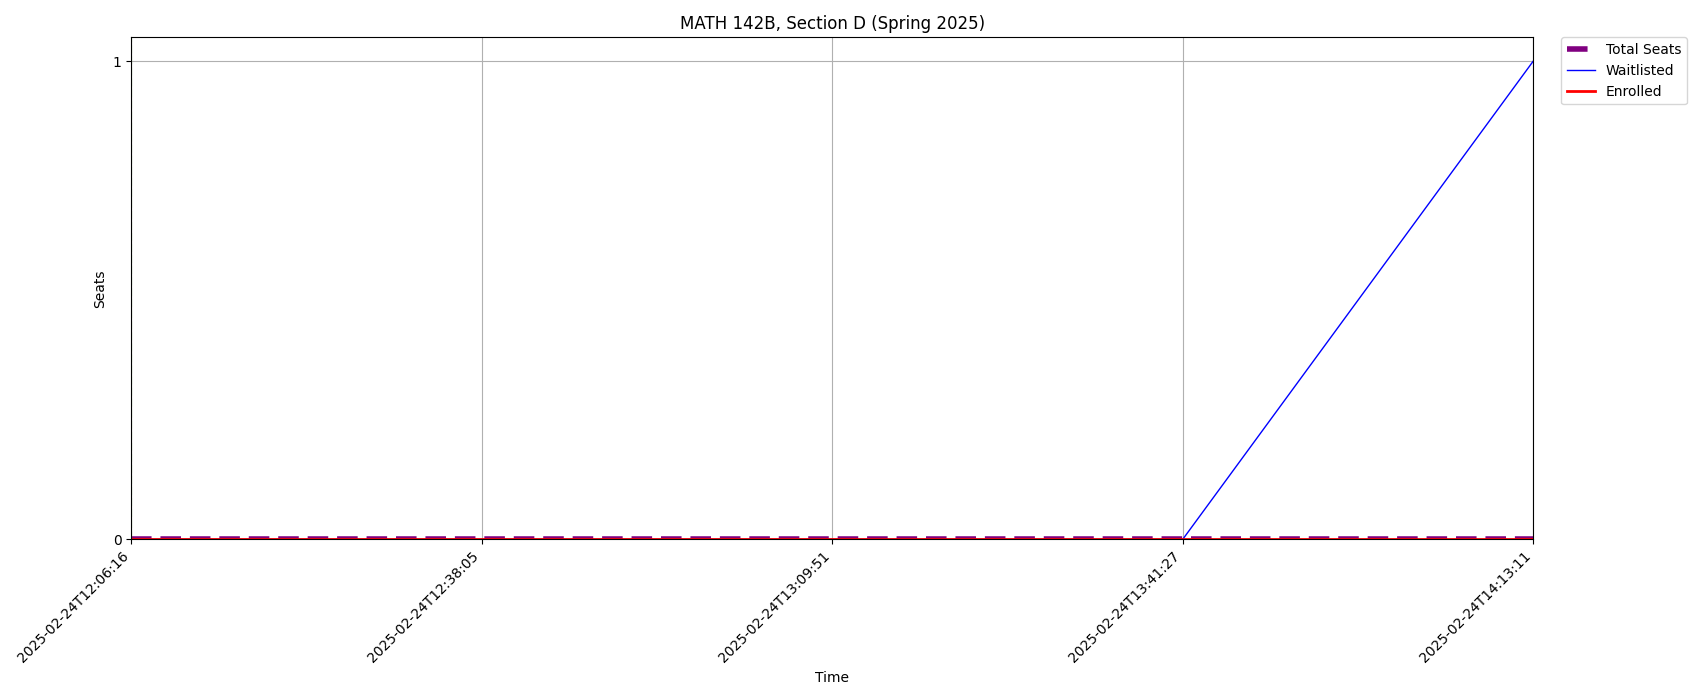 MATH 142B, Section D (Spring 2025)
Total Seats
Waitlisted
Enrolled
1
Seats
0
2025-02-24T12:06:16
2025-02-24T12:38:05
2025-02-24T13:09:51
2025-02-24T13:41:27
2025-02-24T14:13:11
Time